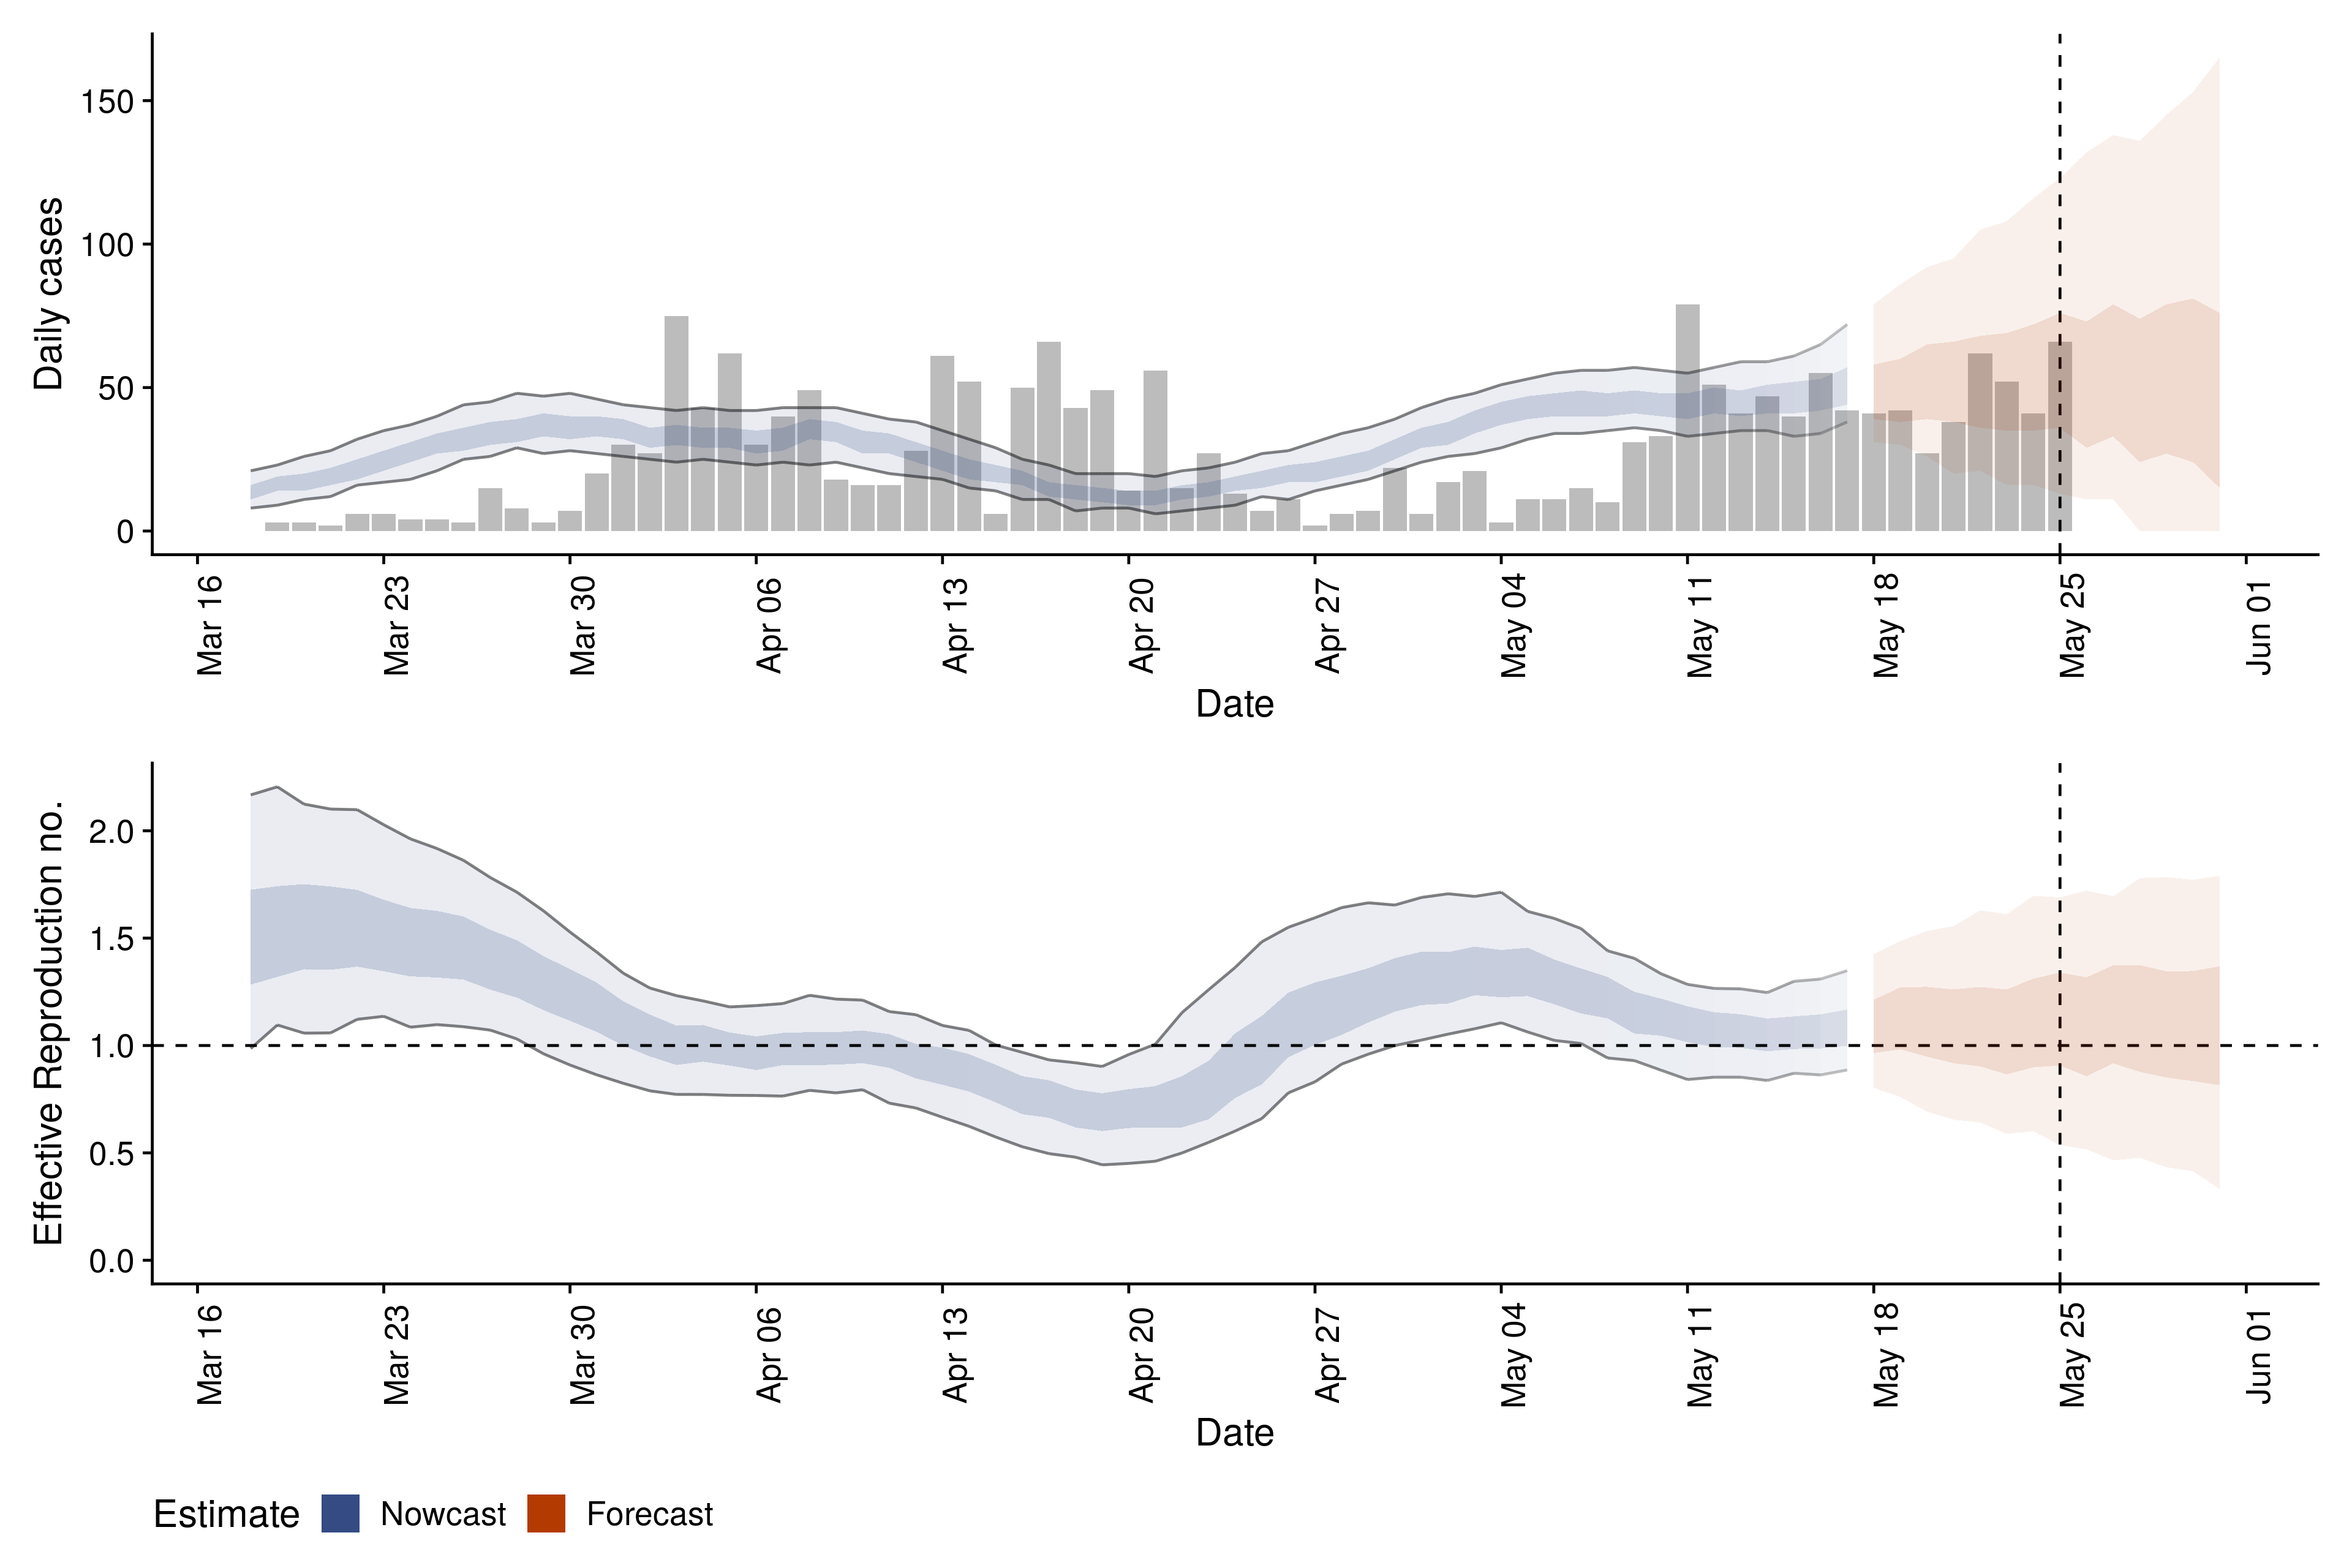 Daily cases
150
100
50
0
Mar 16
Mar 23
Mar 30
Apr 06
Apr 13
Apr 20
Apr 27
May 04
May 11
May 18
May 25
Jun 01
Date
Effective Reproduction no.
2.0
1.5
1.0
0.5
0.0
Mar 16
Mar 23
Mar 30
Apr 06
Apr 13
Apr 20
Apr 27
May 04
May 11
May 18
May 25
Jun 01
Date
Estimate Nowcast Forecast